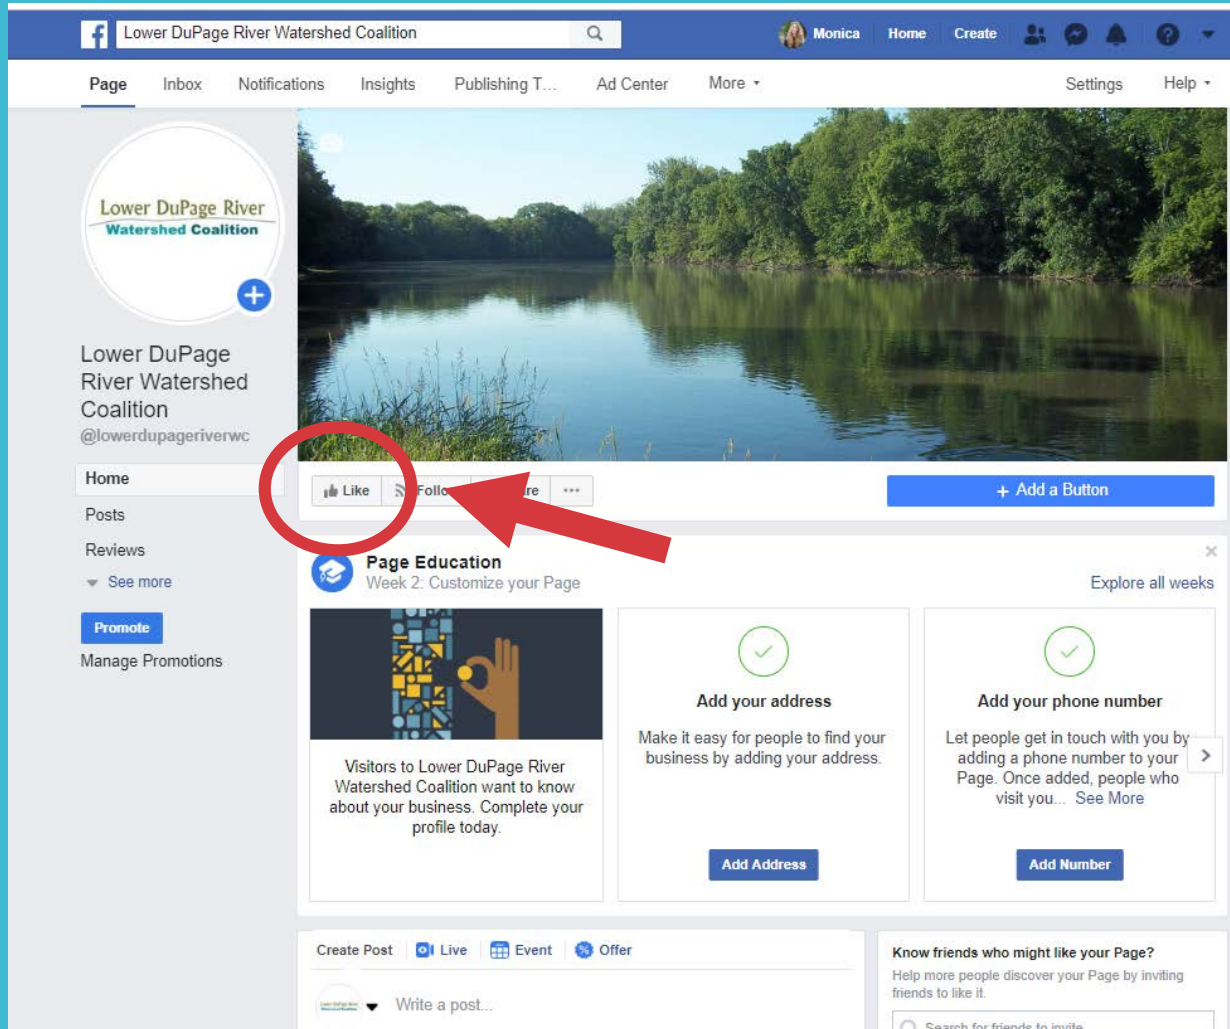 Lower DuPage River Watershed Coalition
Monica
Home
Create
Page
Inbox
Notifications
Insights
Publishing T...
Ad Center
More
Settings
Help
Lower DuPage River
Watershed Coalition
Lower DuPage
River Watershed
Coalition
@lowerdupageriverwc
Home
Posts
Reviews
See more
Promote
Manage Promotions
Like
+ Add a Button
Page Education
Week 2: Customize your Page
Explore all weeks
Visitors to Lower DuPage River
Watershed Coalition want to know
about your business. Complete your
profile today.
Add your address
Make it easy for people to find your
business by adding your address.
Add Address
Add your phone number
Let people get in touch with you by
adding a phone number to your
Page. Once added, people who
visit you... See More
Add Number
Create Post
Live
Event
Offer
Write a post...
Know friends who might like your Page?
Help more people discover your Page by inviting
friends to like it.
Search for friends to invite